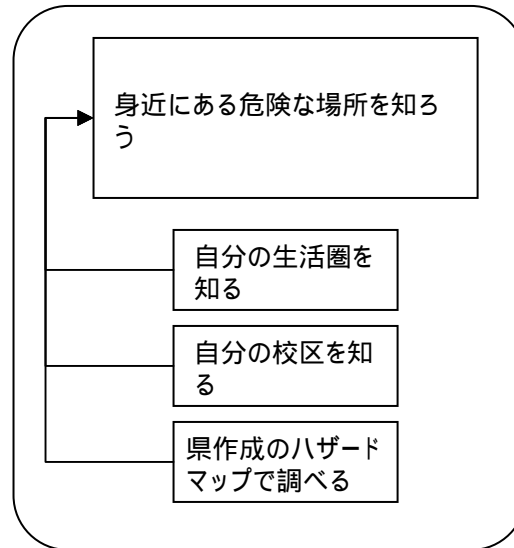 身近にある危険な場所を知ろ
う
自分の生活圏を
知る
自分の校区を知
る
県作成のハザード
マップで調べる